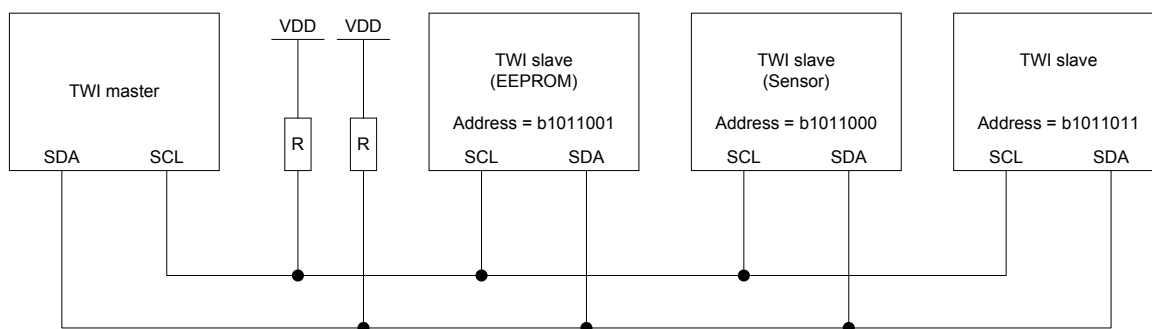 TWI master
SDA SCL
VDD VDD
R R
TWI slave
(EEPROM)
Address = b1011001
SCL SDA
TWI slave
(Sensor)
Address = b1011000
SCL SDA
TWI slave
Address = b1011011
SCL SDA